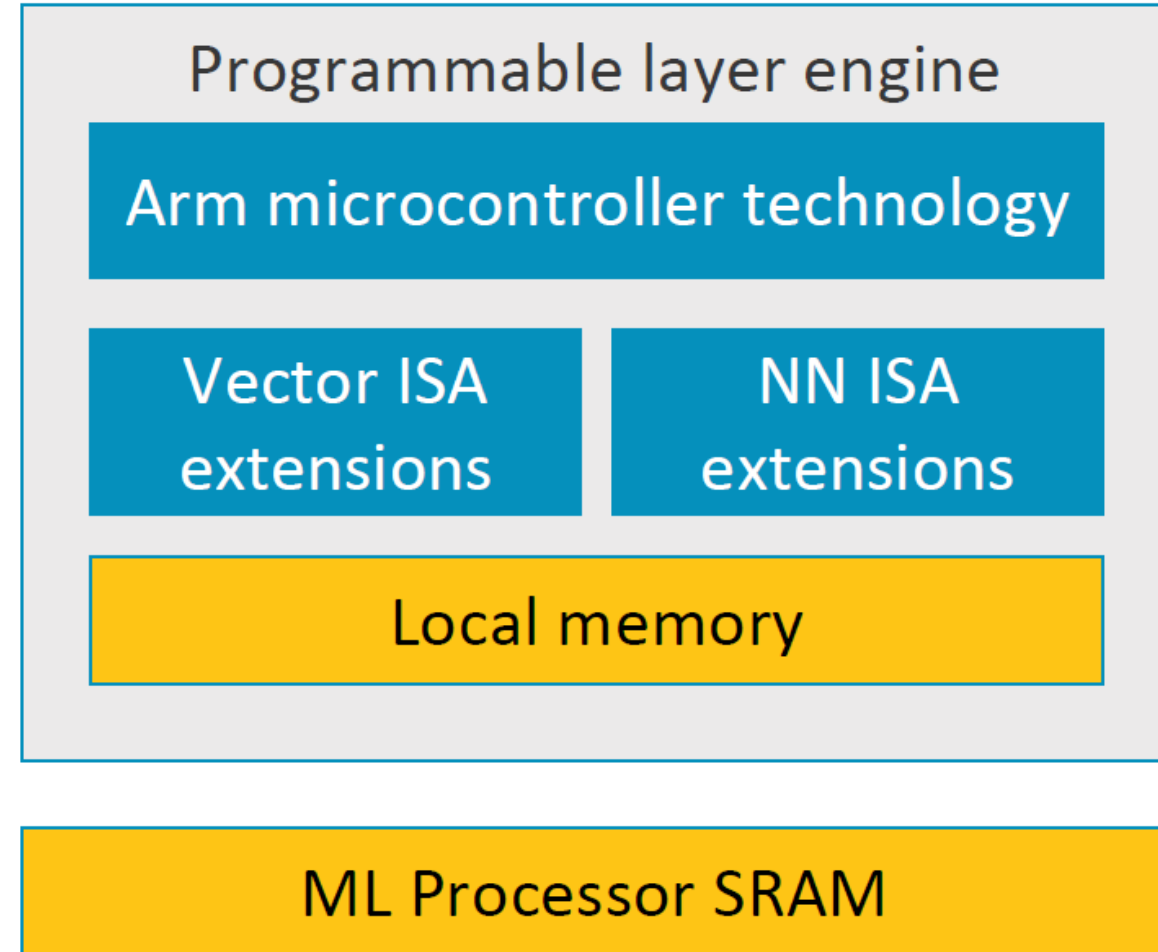 Programmable layer engine
Arm microcontroller technology
Vector ISA
extensions
NN ISA
extensions
Local memory
ML Processor SRAM